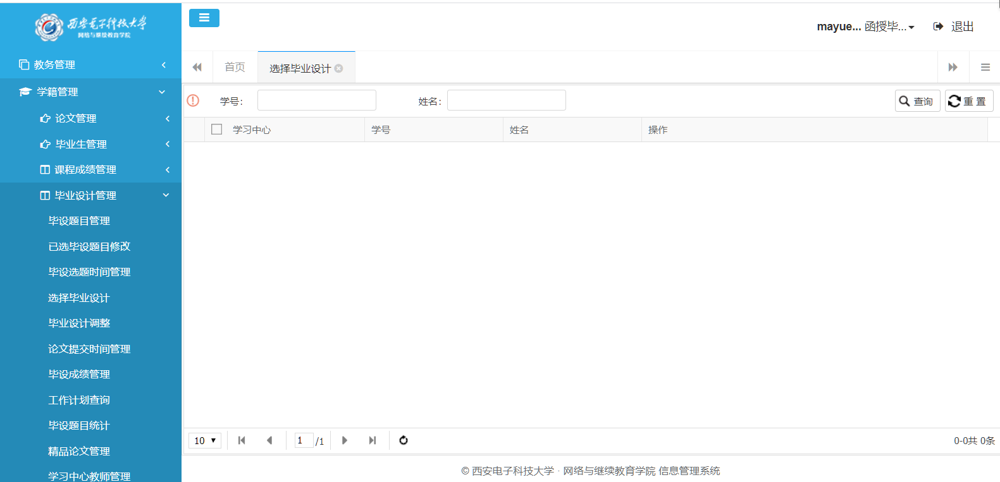 西安电子科技大学
网络与继续教育学院
教务管理
学籍管理
论文管理
毕业生管理
课程成绩管理
毕业设计管理
毕设题目管理
已选毕设题目修改
毕设选题时间管理
选择毕业设计
毕业设计调整
论文提交时间管理
毕设成绩管理
工作计划查询
毕设题目统计
精品论文管理
学习中心教师管理
mayue... 函授毕... 退出
首页 选择毕业设计
学号: 姓名: 查询 重 置
学习中心 学号 姓名 操作
10 1 /1 0-0共 0条
© 西安电子科技大学 · 网络与继续教育学院 信息管理系统